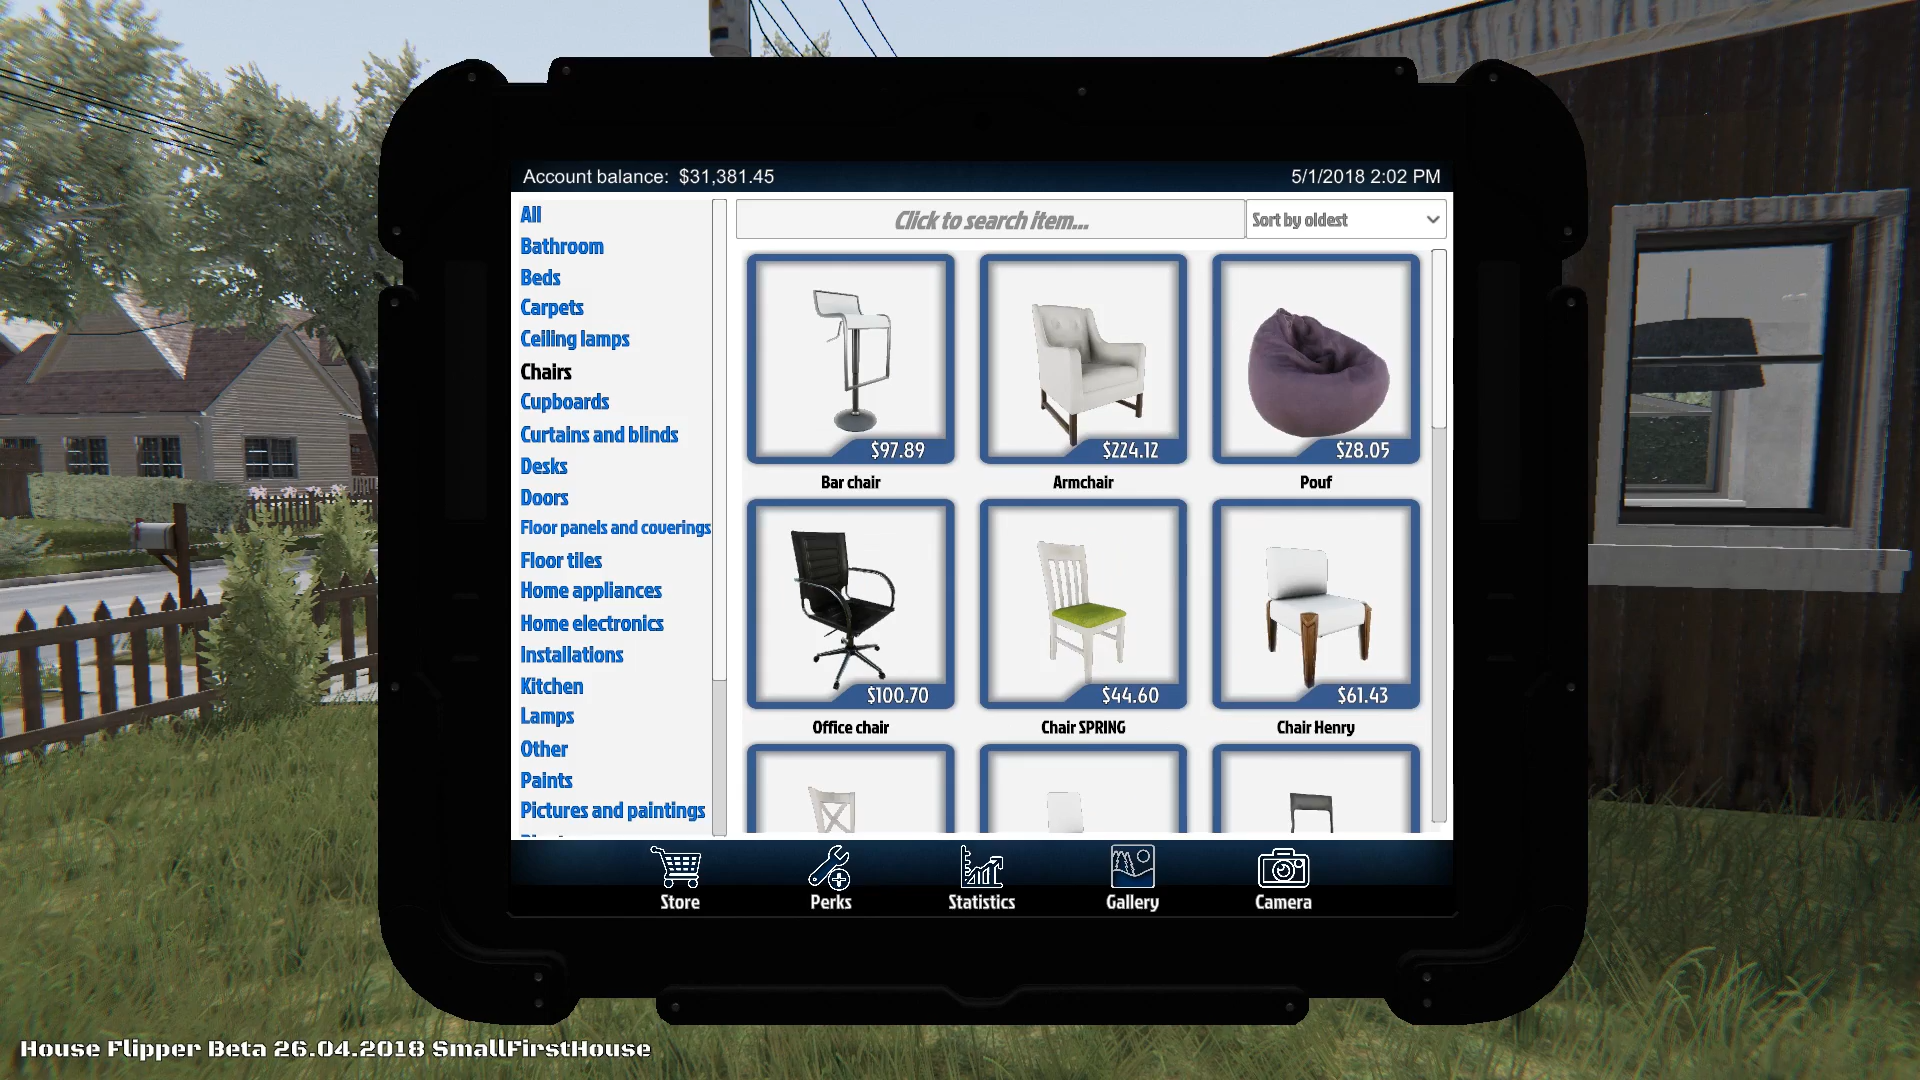 Account balance: $31,381.45
5/1/2018 2:02 PM
All
Bathroom
Beds
Carpets
Ceiling lamps
Chairs
Cupboards
Curtains and blinds
Desks
Doors
Floor panels and coverings
Floor tiles
Home appliances
Home electronics
Installations
Kitchen
Lamps
Other
Paints
Pictures and paintings
Click to search item...
Sort by oldest
$97.89
$224.12
$28.05
Bar chair
Armchair
Pouf
$100.70
$44.60
$61.43
Office chair
Chair SPRING
Chair Henry
Store
Perks
Statistics
Gallery
Camera
House Flipper Beta 26.04.2018 SmallFirstHouse